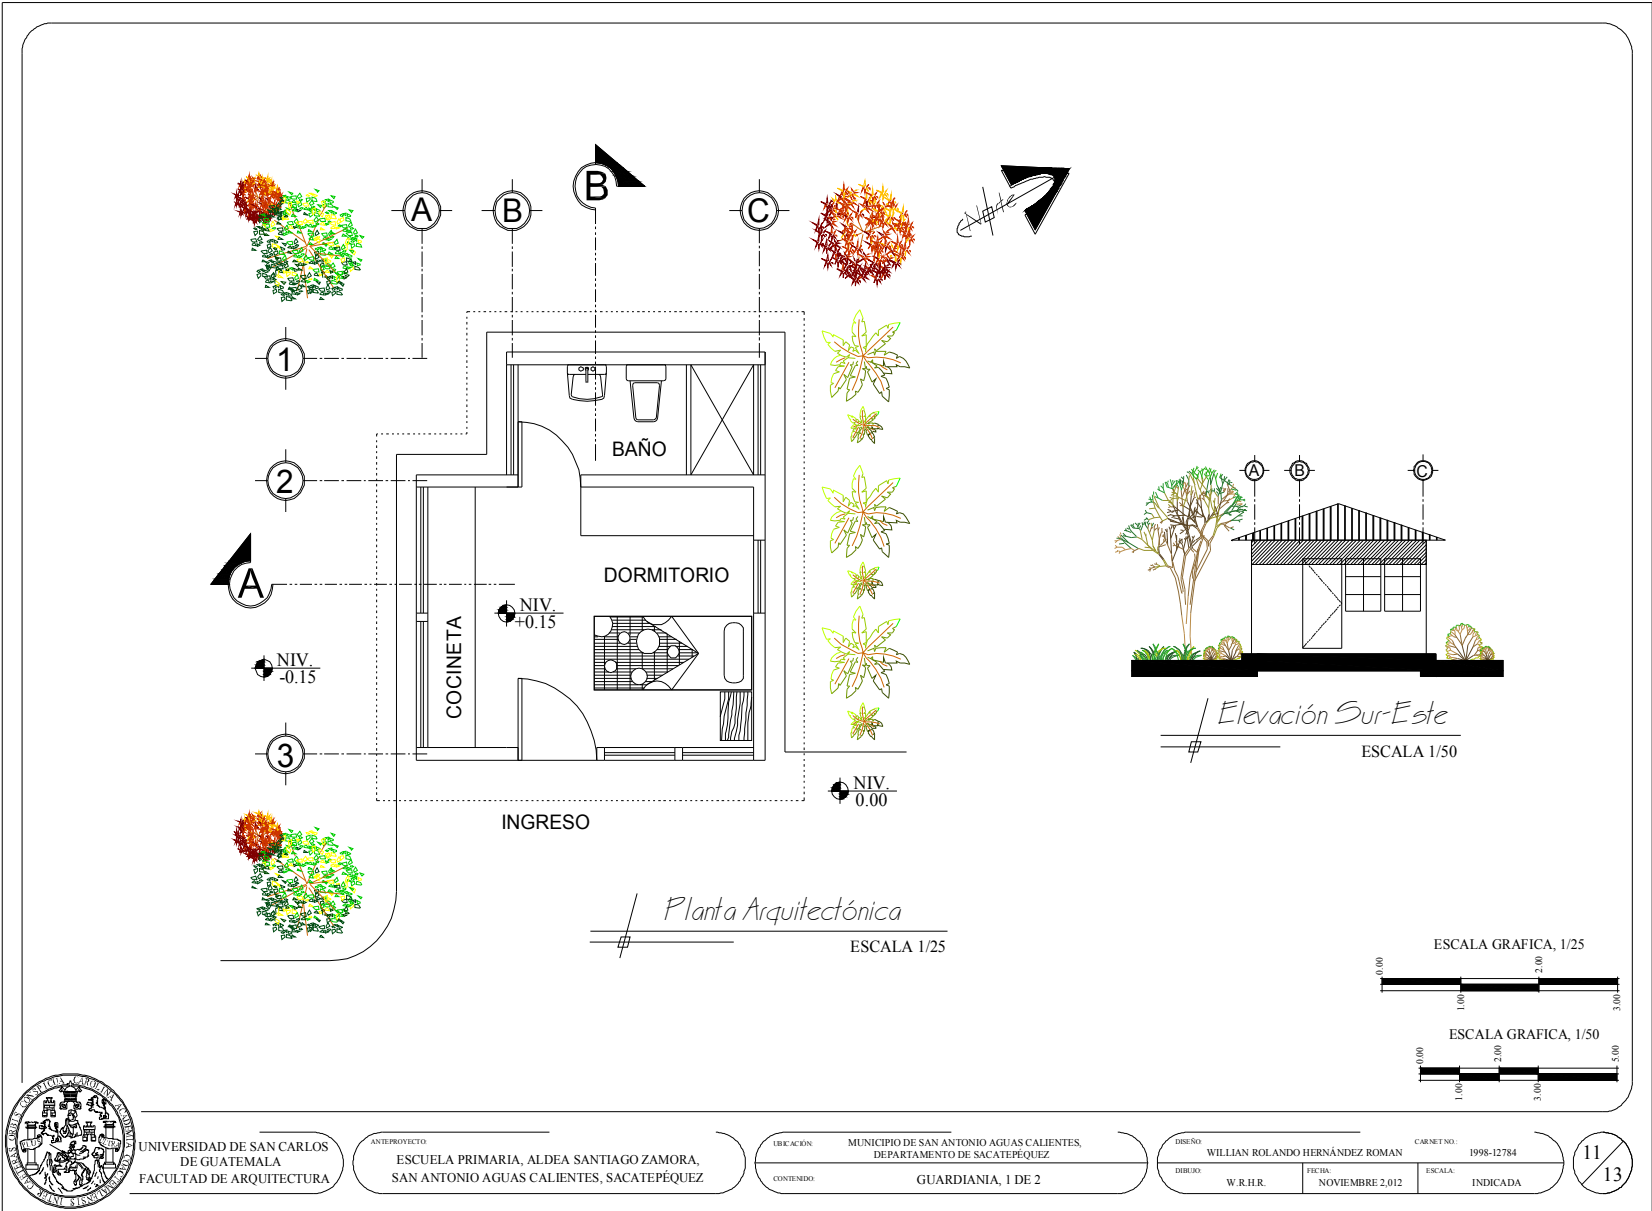 A
B
B
C
Norte
1
2
A
3
BAÑO
DORMITORIO
COCINETA
NIV.
+0.15
NIV.
-0.15
NIV.
0.00
INGRESO
Planta Arquitectónica
ESCALA 1/25
A
B
C
Elevación Sur-Este
ESCALA 1/50
ESCALA GRAFICA, 1/25
0.00
1.00
2.00
3.00
ESCALA GRAFICA, 1/50
0.00
1.00
2.00
3.00
5.00
UNIVERSIDAD DE SAN CARLOS
DE GUATEMALA
FACULTAD DE ARQUITECTURA
ANTEPROYECTO:
ESCUELA PRIMARIA, ALDEA SANTIAGO ZAMORA,
SAN ANTONIO AGUAS CALIENTES, SACATEPÉQUEZ
UBICACIÓN:
MUNICIPIO DE SAN ANTONIO AGUAS CALIENTES,
DEPARTAMENTO DE SACATEPÉQUEZ
CONTENIDO:
GUARDIANIA, 1 DE 2
DISEÑO:
WILLIAN ROLANDO HERNÁNDEZ ROMAN
CARNET NO.:
1998-12784
DIBUJO:
W.R.H.R.
FECHA:
NOVIEMBRE 2,012
ESCALA:
INDICADA
11
13